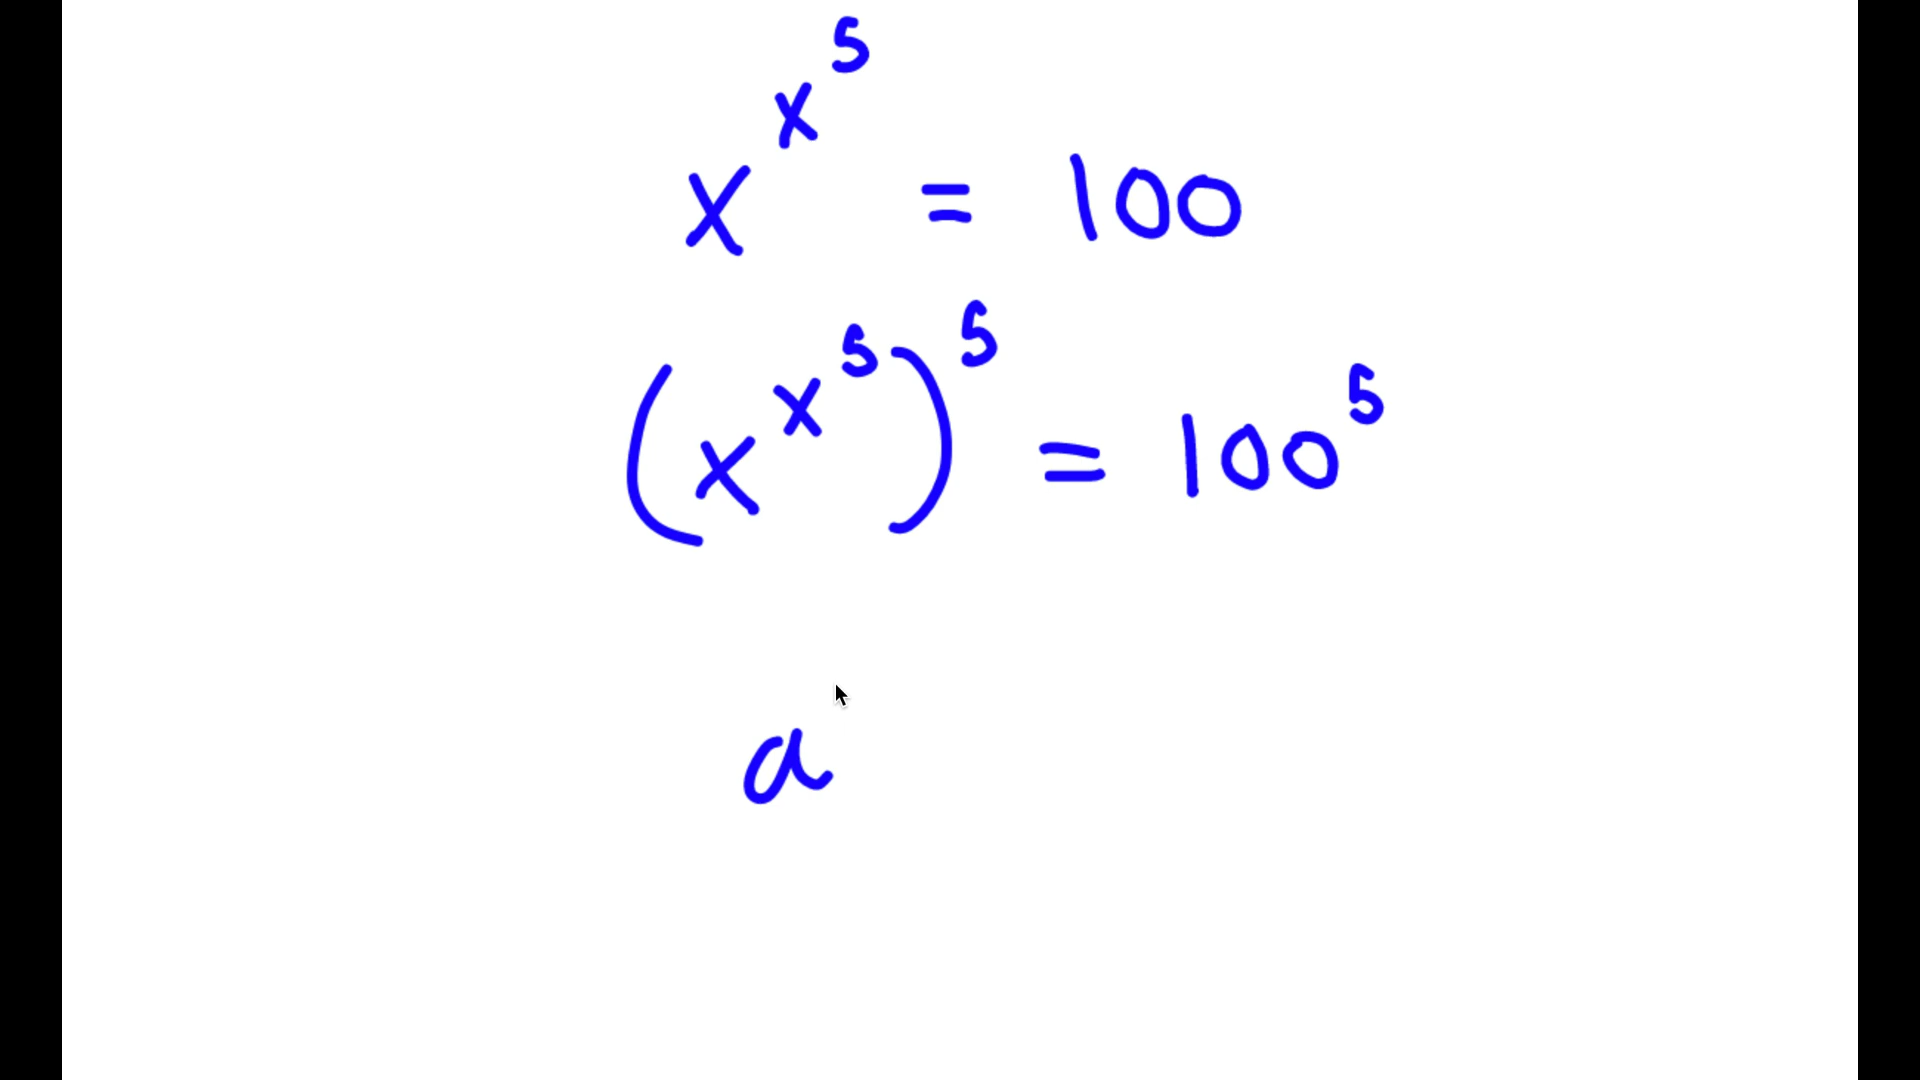 x^{x^5} = 100
(x^{x^5})^5 = 100^5
a